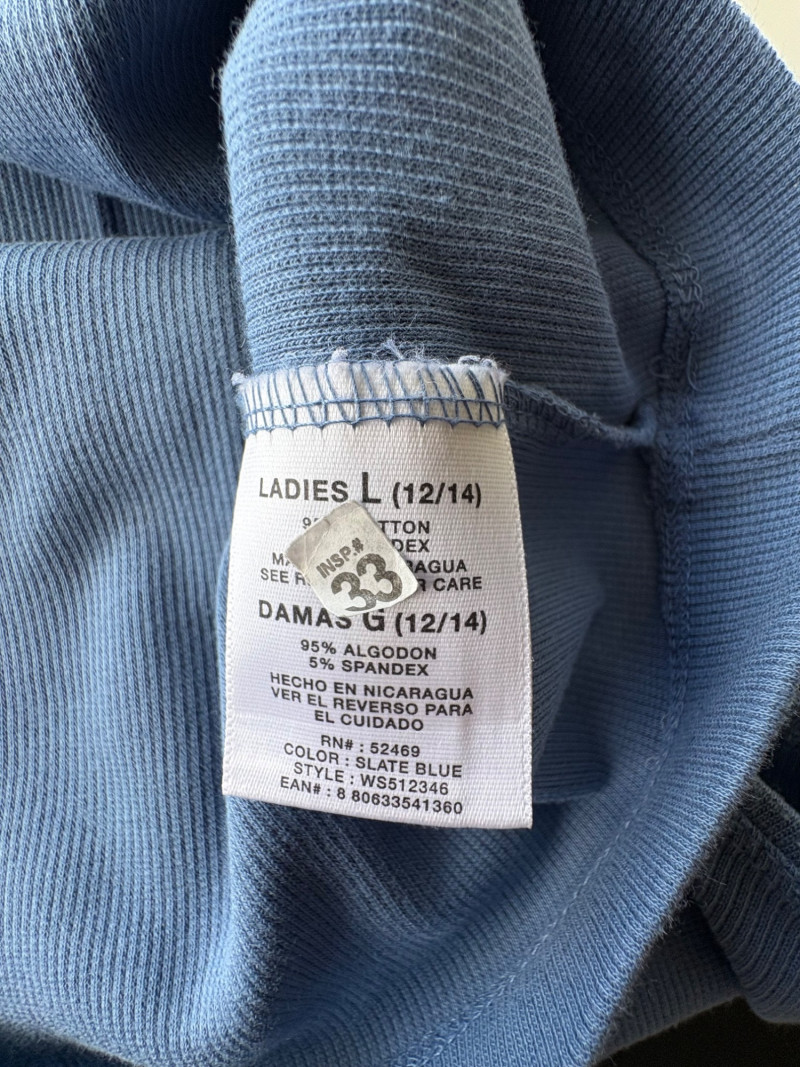 LADIES L (12/14)
INSP.#
33
SEE CARE
DAMAS G (12/14)
95% ALGODON
5% SPANDEX
HECHO EN NICARAGUA
VER EL REVERSO PARA
EL CUIDADO
RN# : 52469
COLOR : SLATE BLUE
STYLE : WS512346
EAN# : 8 80633541360